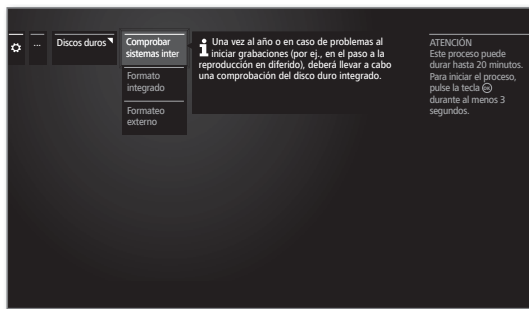 ...
Discos duros
Comprobar
sistemas inter
Formato
integrado
Formateo
externo
i Una vez al año o en caso de problemas al
iniciar grabaciones (por ej., en el paso a la
reproducción en diferido), deberá llevar a cabo
una comprobación del disco duro integrado.
ATENCIÓN
Este proceso puede
durar hasta 20 minutos.
Para iniciar el proceso,
pulse la tecla OK
durante al menos 3
segundos.